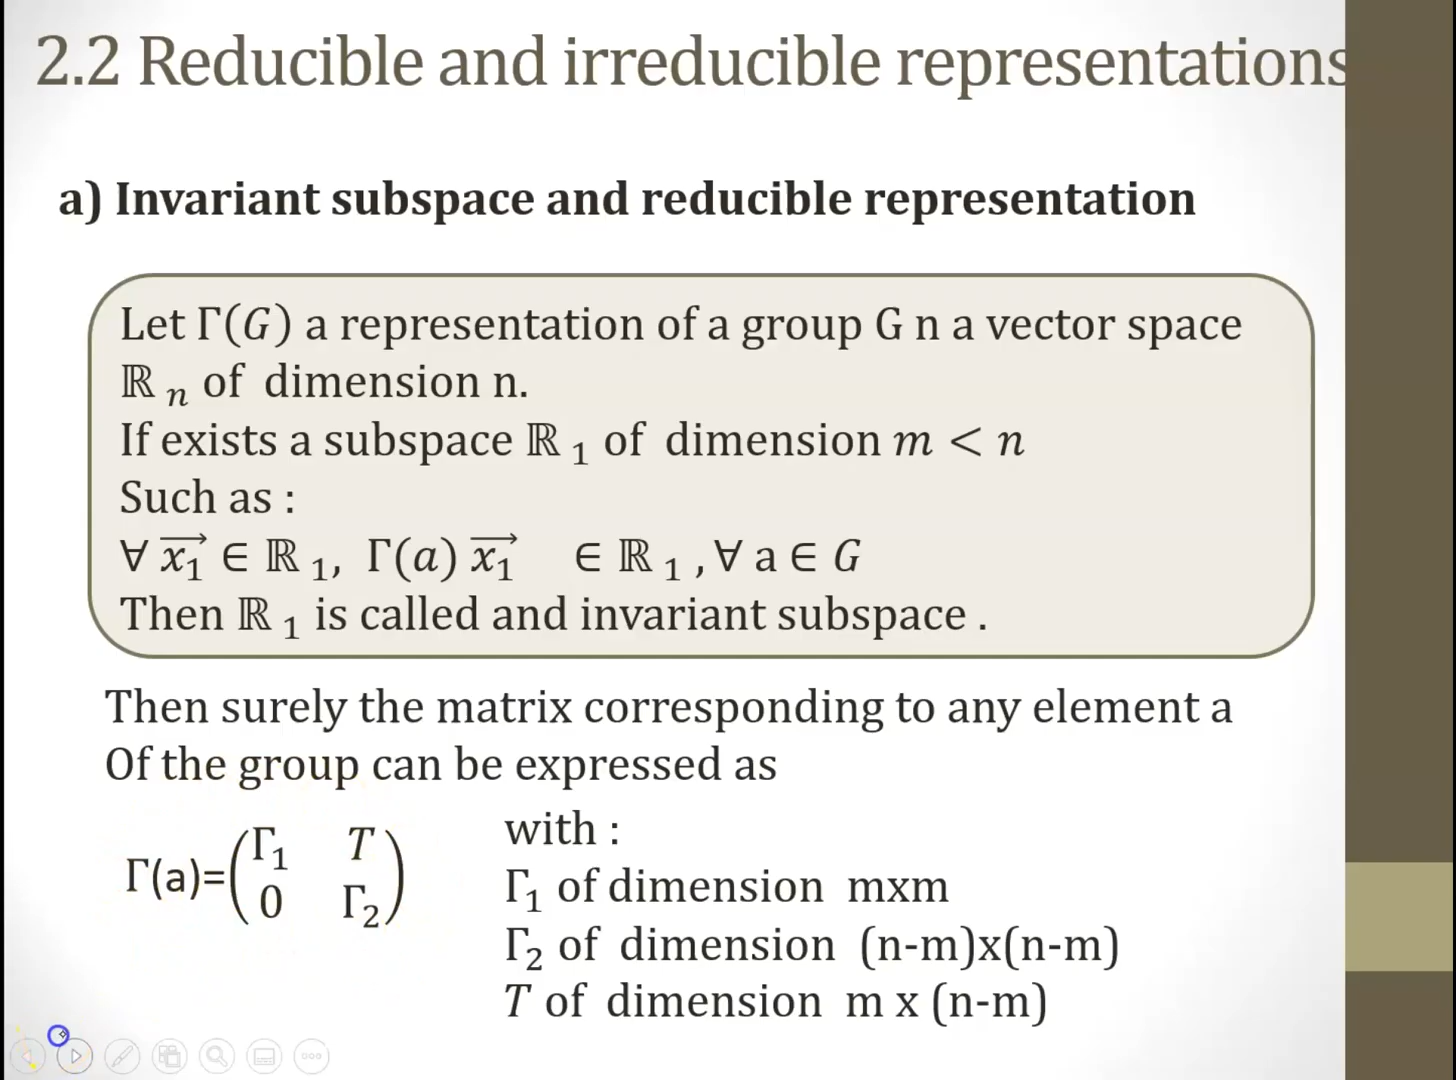 2.2 Reducible and irreducible representations
a) Invariant subspace and reducible representation
Let Γ(G) a representation of a group G n a vector space
ℝ n of dimension n.
If exists a subspace ℝ 1 of dimension m < n
Such as :
∀ x₁⃗ ∈ ℝ 1, Γ(a) x₁⃗ ∈ ℝ 1 , ∀ a ∈ G
Then ℝ 1 is called and invariant subspace .
Then surely the matrix corresponding to any element a
Of the group can be expressed as
Γ(a)=(Γ₁ T
0 Γ₂)
with :
Γ₁ of dimension mxm
Γ₂ of dimension (n-m)x(n-m)
T of dimension m x (n-m)